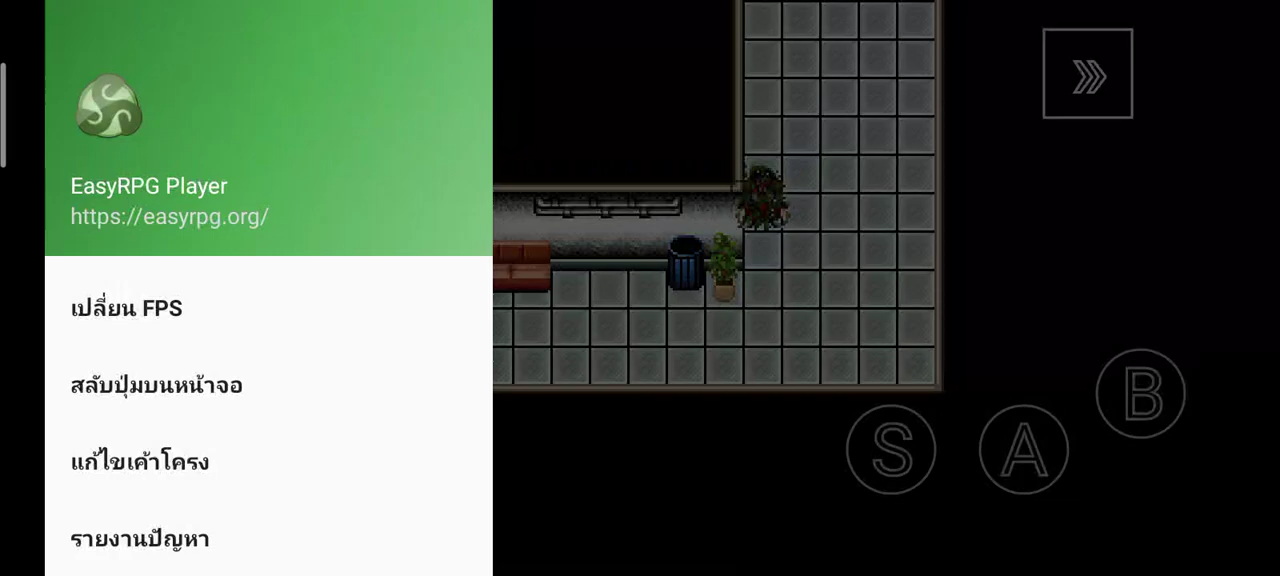 EasyRPG Player
https://easyrpg.org/
เปลี่ยน FPS
สลับปุ่มบนหน้าจอ
แก้ไขเค้าโครง
รายงานปัญหา
S
A
B